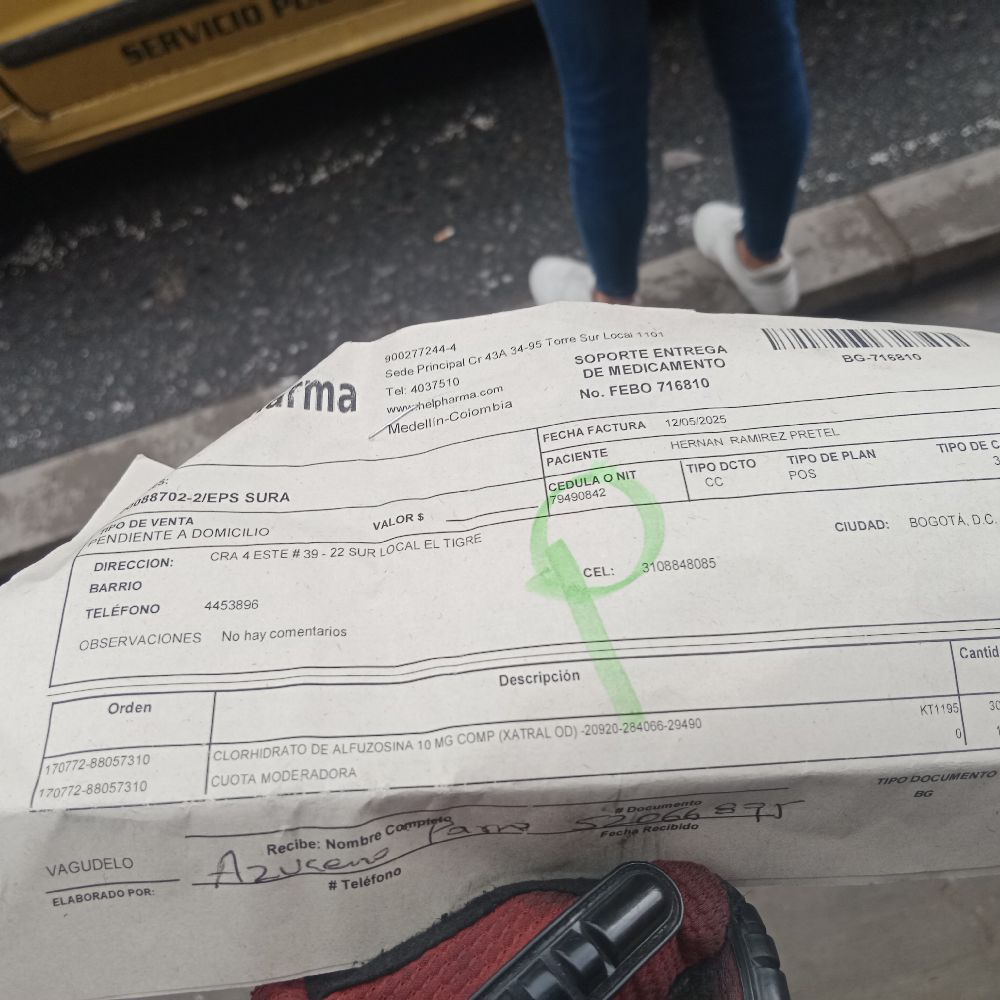 SERVICIO
arma
900277244-4
Sede Principal Cr 43A 34-95 Torre Sur Local 1101
Tel: 4037510
www.helpharma.com
Medellín-Colombia
SOPORTE ENTREGA
DE MEDICAMENTO
No. FEBO 716810
BG-716810
FECHA FACTURA 12/05/2025
PACIENTE HERNAN RAMIREZ PRETEL
CEDULA O NIT
79490842
TIPO DCTO
CC
TIPO DE PLAN
POS
TIPO DE C
3
088702-2/EPS SURA
TIPO DE VENTA
PENDIENTE A DOMICILIO
VALOR $
DIRECCION: CRA 4 ESTE # 39 - 22 SUR LOCAL EL TIGRE
CIUDAD: BOGOTÁ, D.C.
BARRIO
CEL: 3108848085
TELÉFONO 4453896
OBSERVACIONES No hay comentarios
Orden Descripción Cantid
170772-88057310 CLORHIDRATO DE ALFUZOSINA 10 MG COMP (XATRAL OD) -20920-284066-29490 KT1195 30
170772-88057310 CUOTA MODERADORA 0 1
TIPO DOCUMENTO
BG
VAGUDELO
ELABORADO POR:
Recibe: Nombre Completo
# Documento
Azucena 52066895
Fecha Recibido
# Teléfono